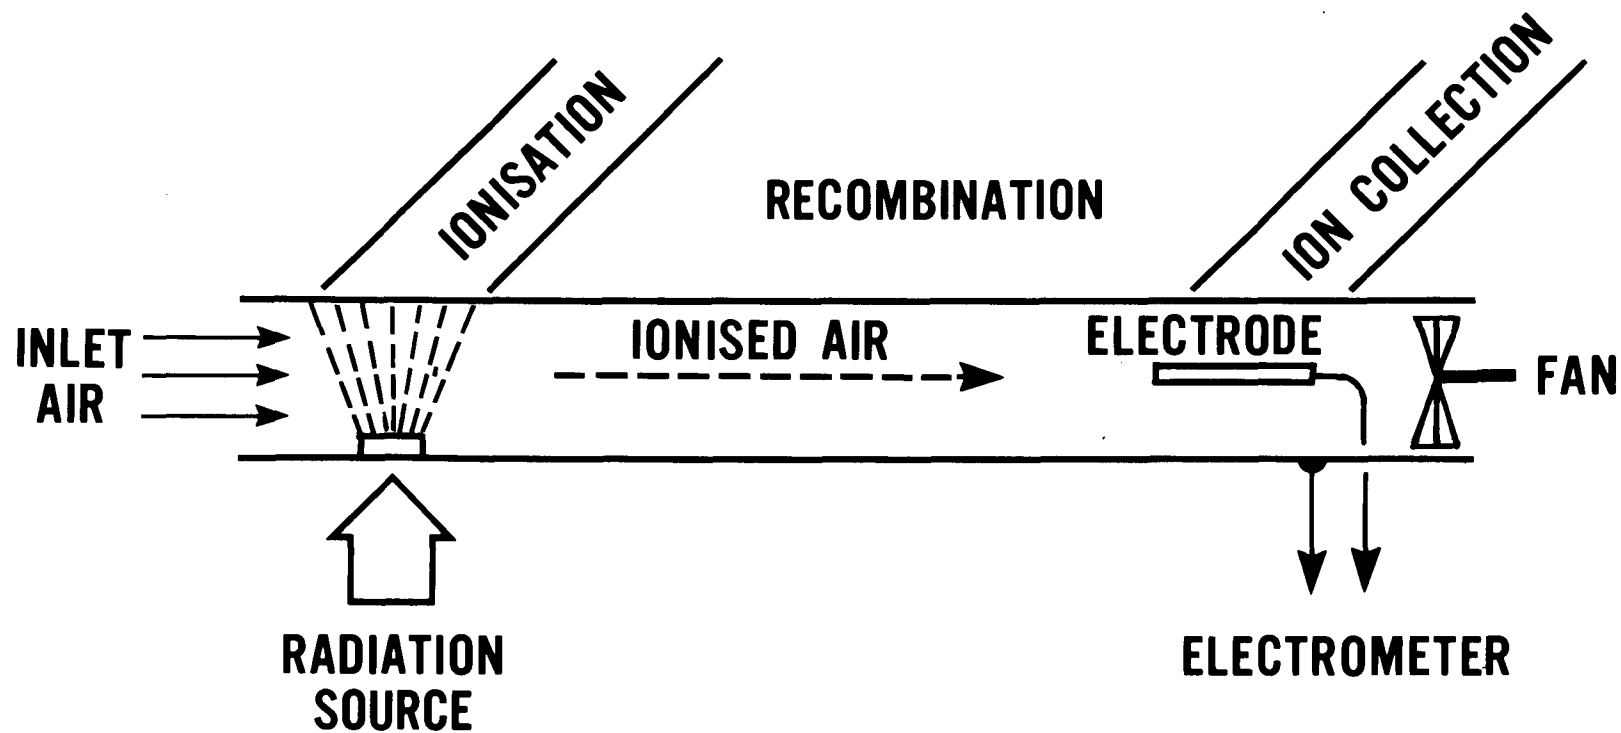 IONISATION
RECOMBINATION
ION COLLECTION
INLET
AIR
IONISED AIR
ELECTRODE
FAN
RADIATION
SOURCE
ELECTROMETER